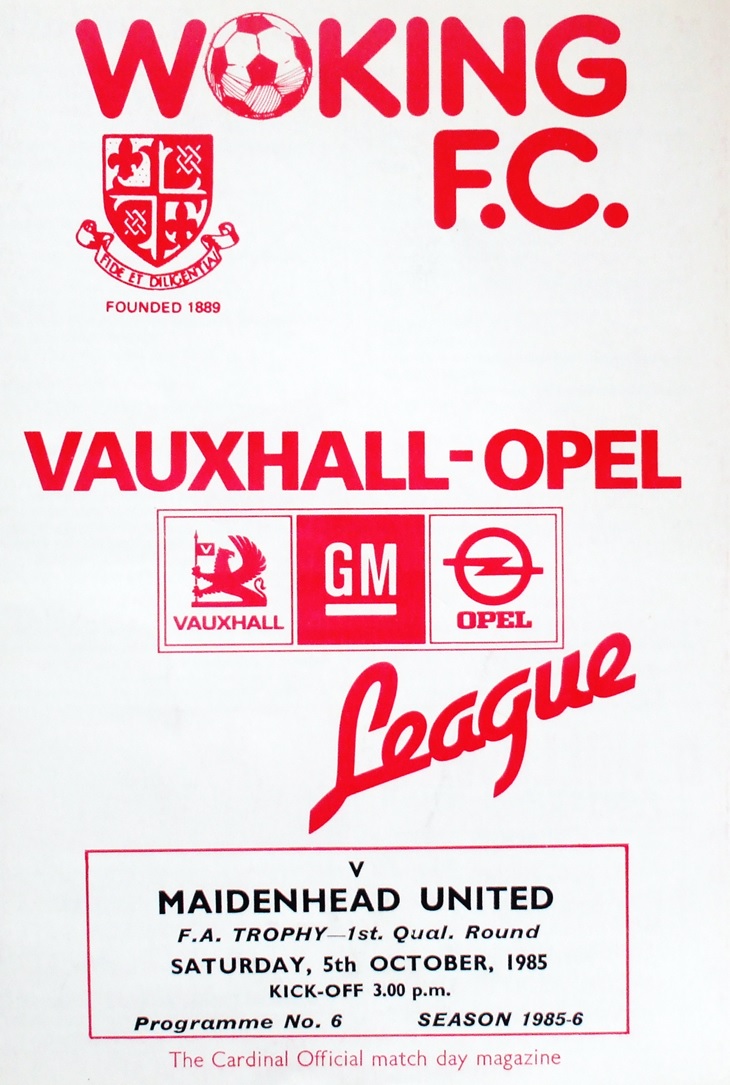 WOKING
F.C.
FIDE ET DILIGENTIA
FOUNDED 1889
VAUXHALL-OPEL
V
VAUXHALL
GM
OPEL
League
V
MAIDENHEAD UNITED
F.A. TROPHY—1st. Qual. Round
SATURDAY, 5th OCTOBER, 1985
KICK-OFF 3.00 p.m.
Programme No. 6 SEASON 1985-6
The Cardinal Official match day magazine